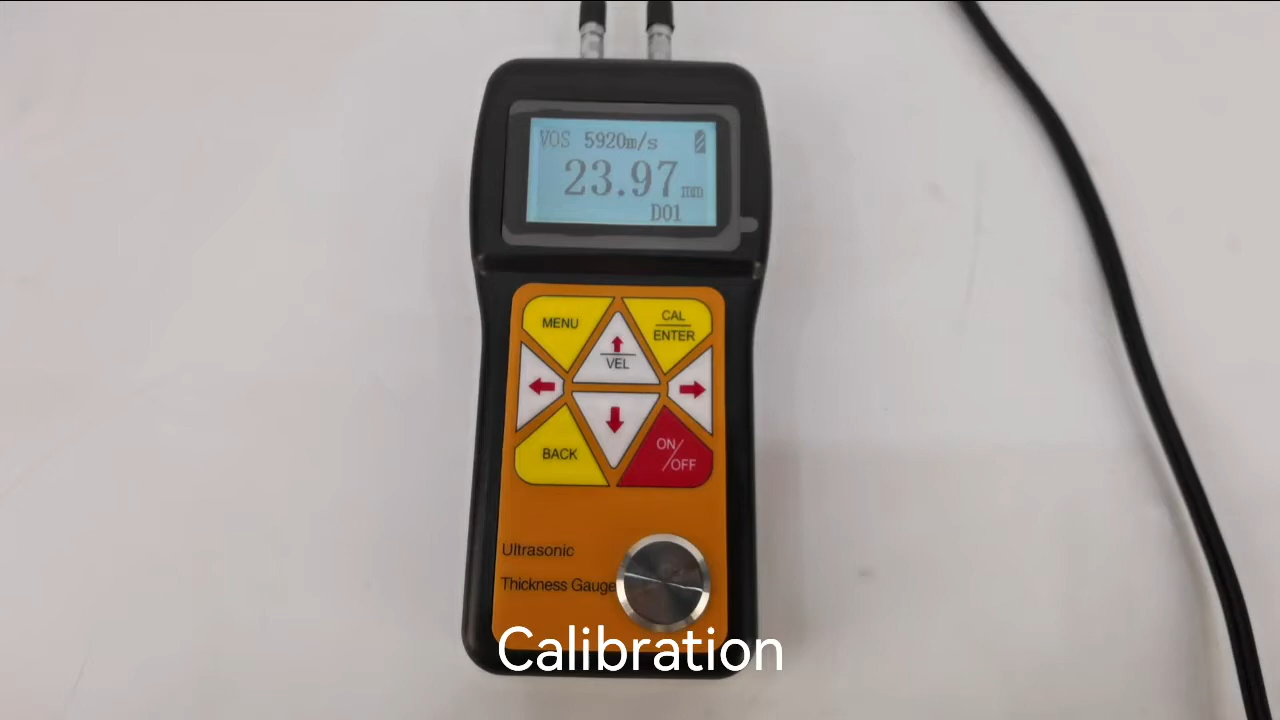 VOS 5920m/s
23.97 mm
D01
MENU
CAL
ENTER
VEL
BACK
ON/OFF
Ultrasonic
Thickness Gauge
Calibration